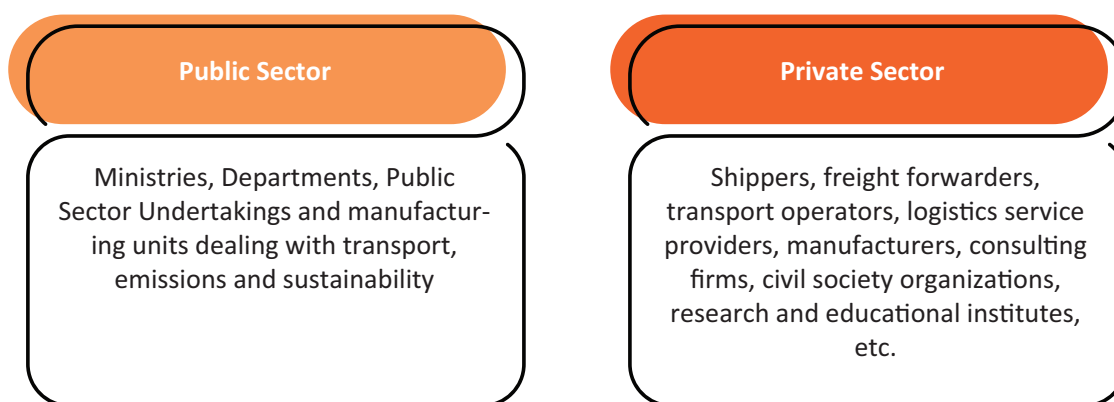 Public Sector
Ministries, Departments, Public
Sector Undertakings and manufactur-
ing units dealing with transport,
emissions and sustainability
Private Sector
Shippers, freight forwarders,
transport operators, logistics service
providers, manufacturers, consulting
firms, civil society organizations,
research and educational institutes,
etc.